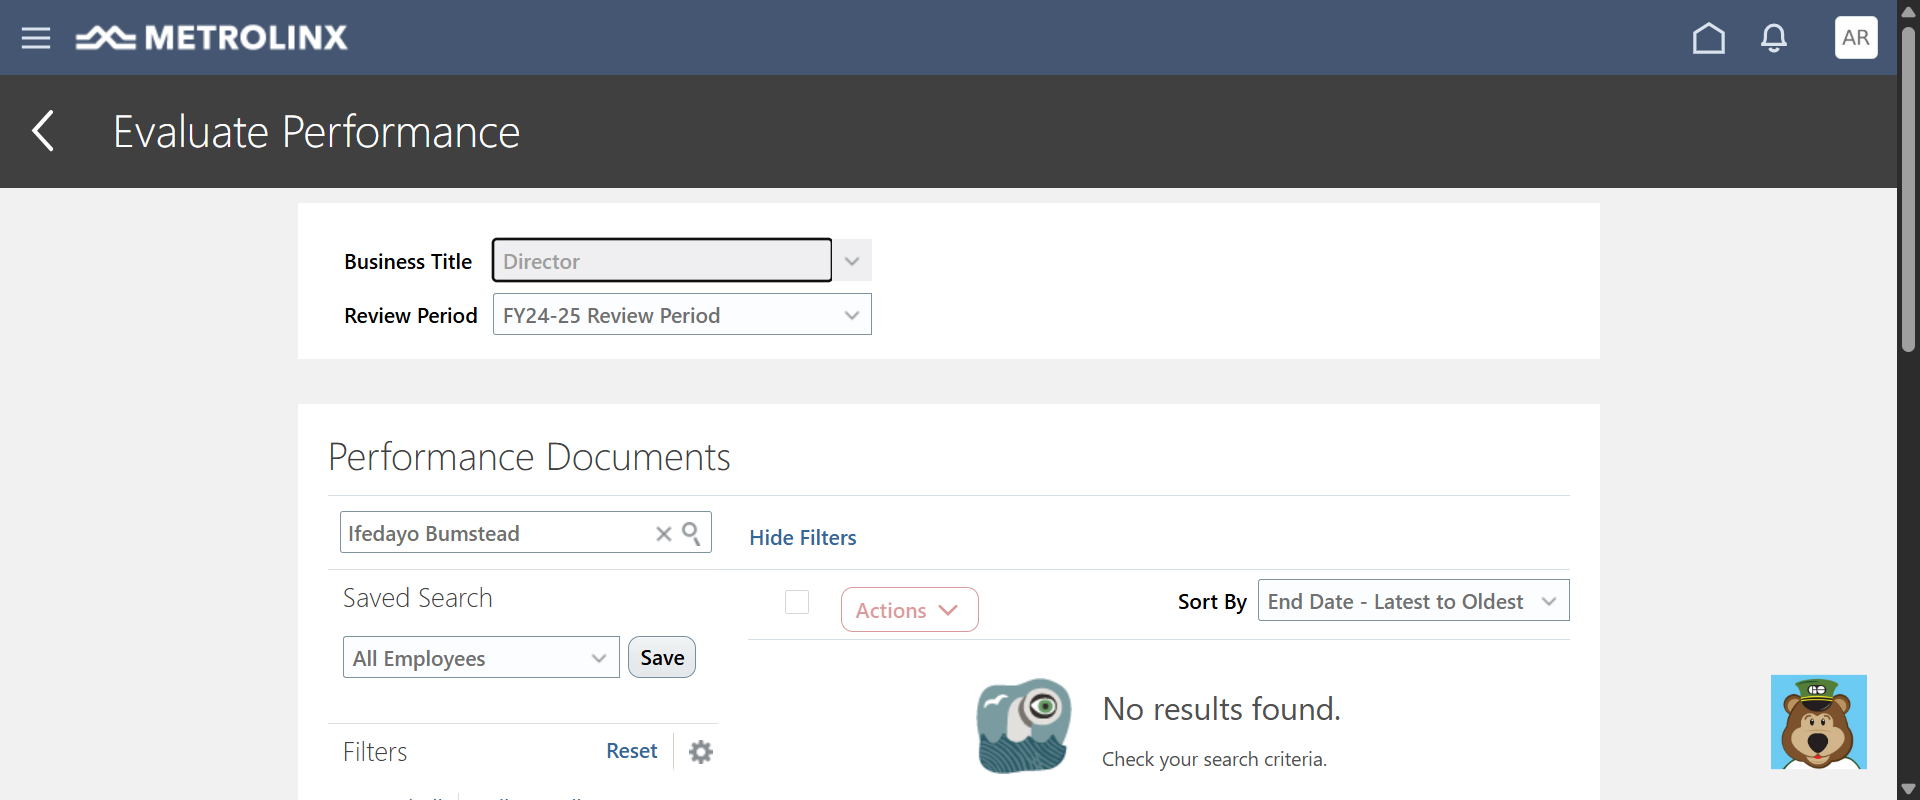 METROLINX
AR
Evaluate Performance
Business Title
Director
Review Period
FY24-25 Review Period
Performance Documents
Ifedayo Bumstead
Hide Filters
Saved Search
Actions
Sort By
End Date - Latest to Oldest
All Employees
Save
No results found.
Check your search criteria.
Filters
Reset
GO